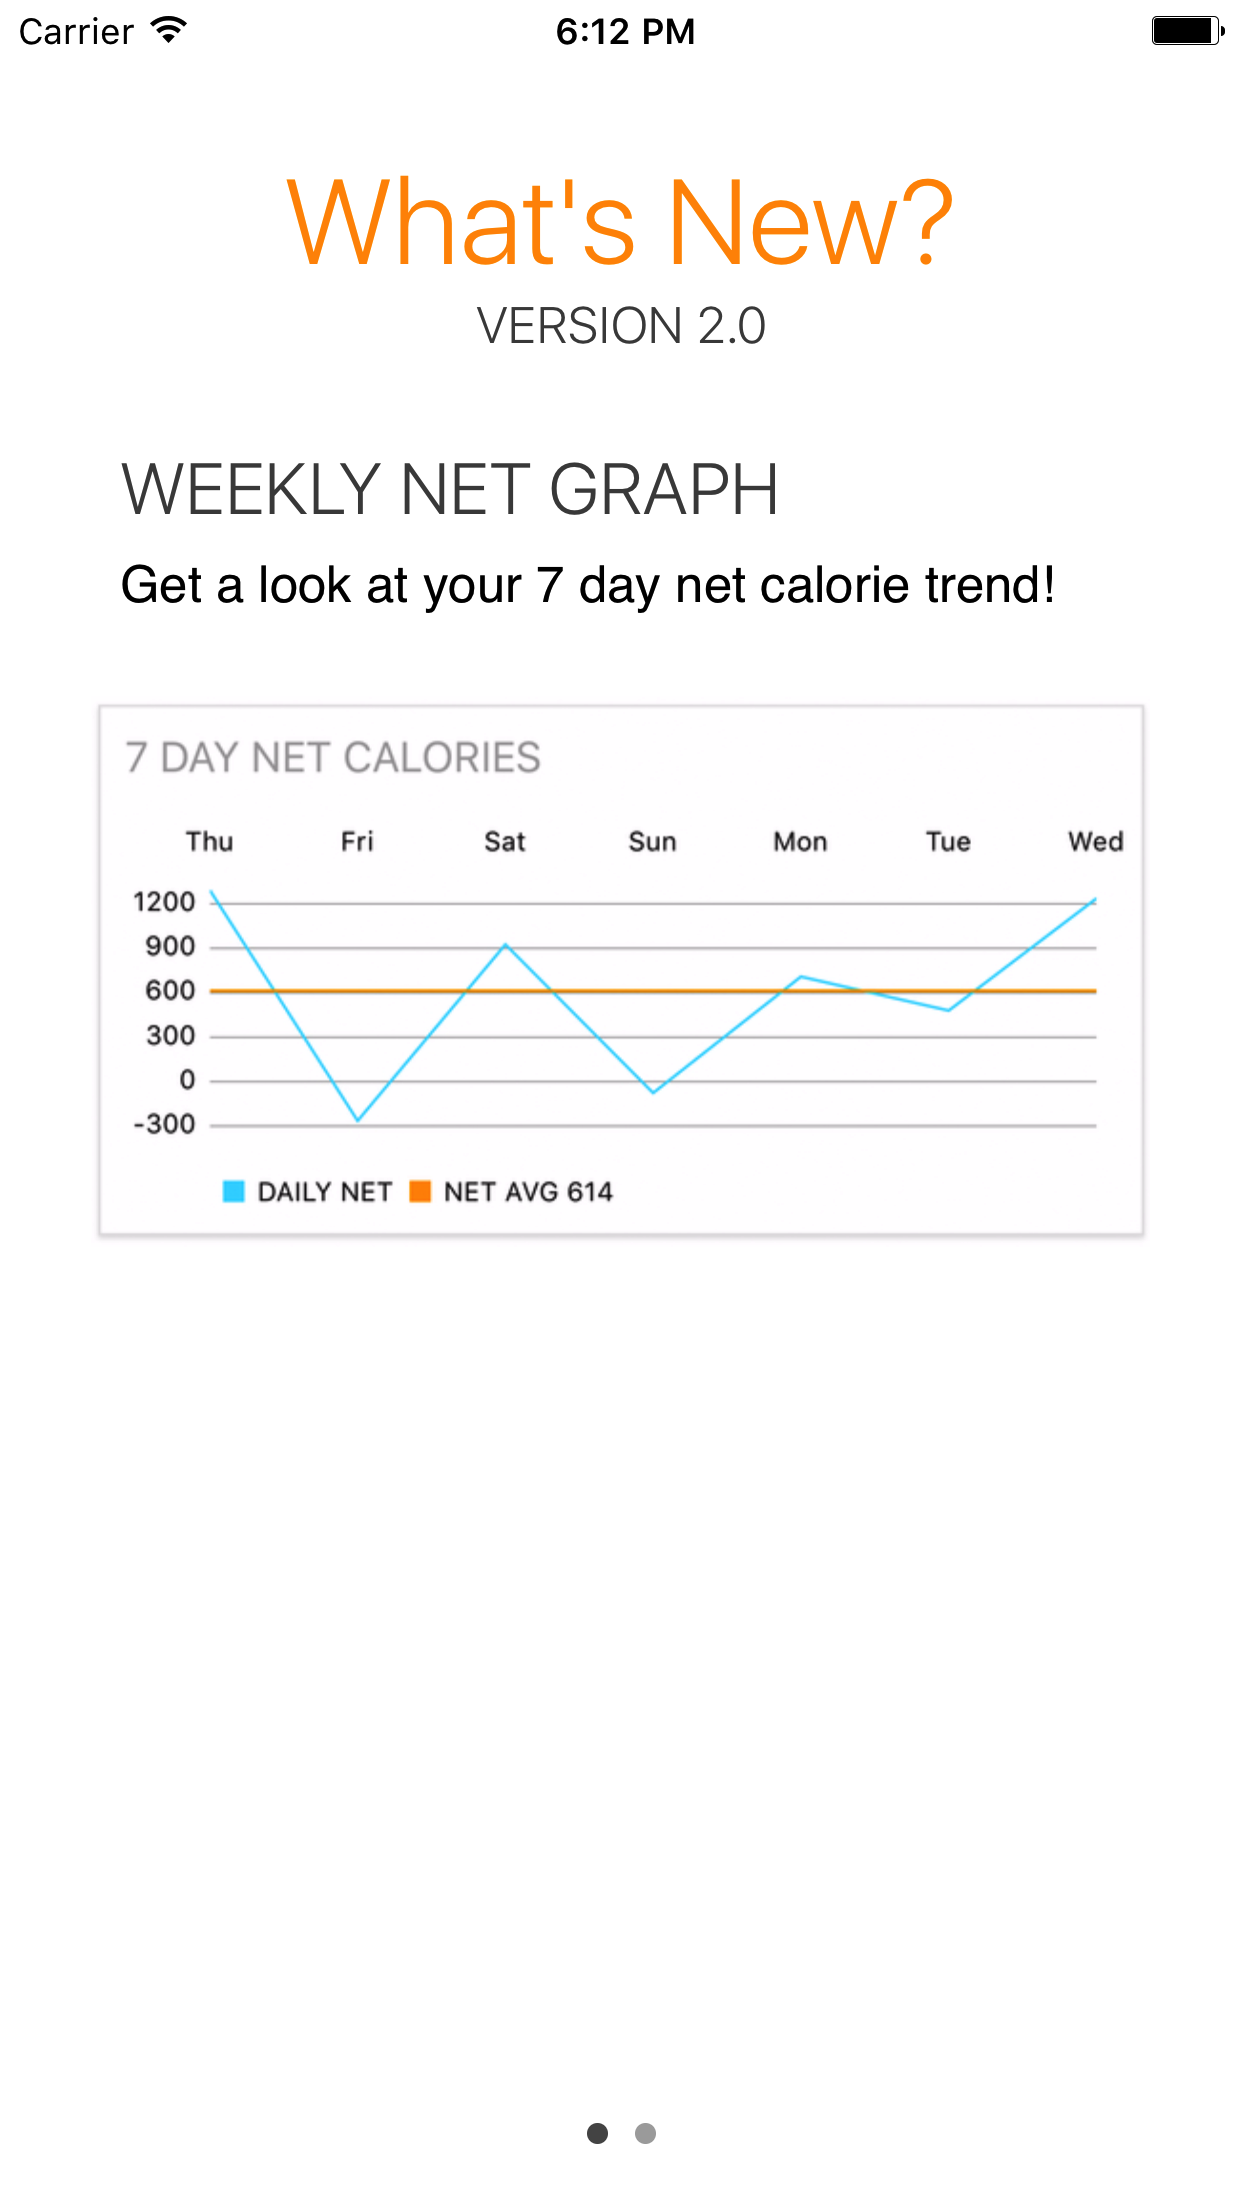 Carrier 6:12 PM
What's New?
VERSION 2.0
WEEKLY NET GRAPH
Get a look at your 7 day net calorie trend!
7 DAY NET CALORIES
Thu Fri Sat Sun Mon Tue Wed
1200
900
600
300
0
-300
DAILY NET NET AVG 614